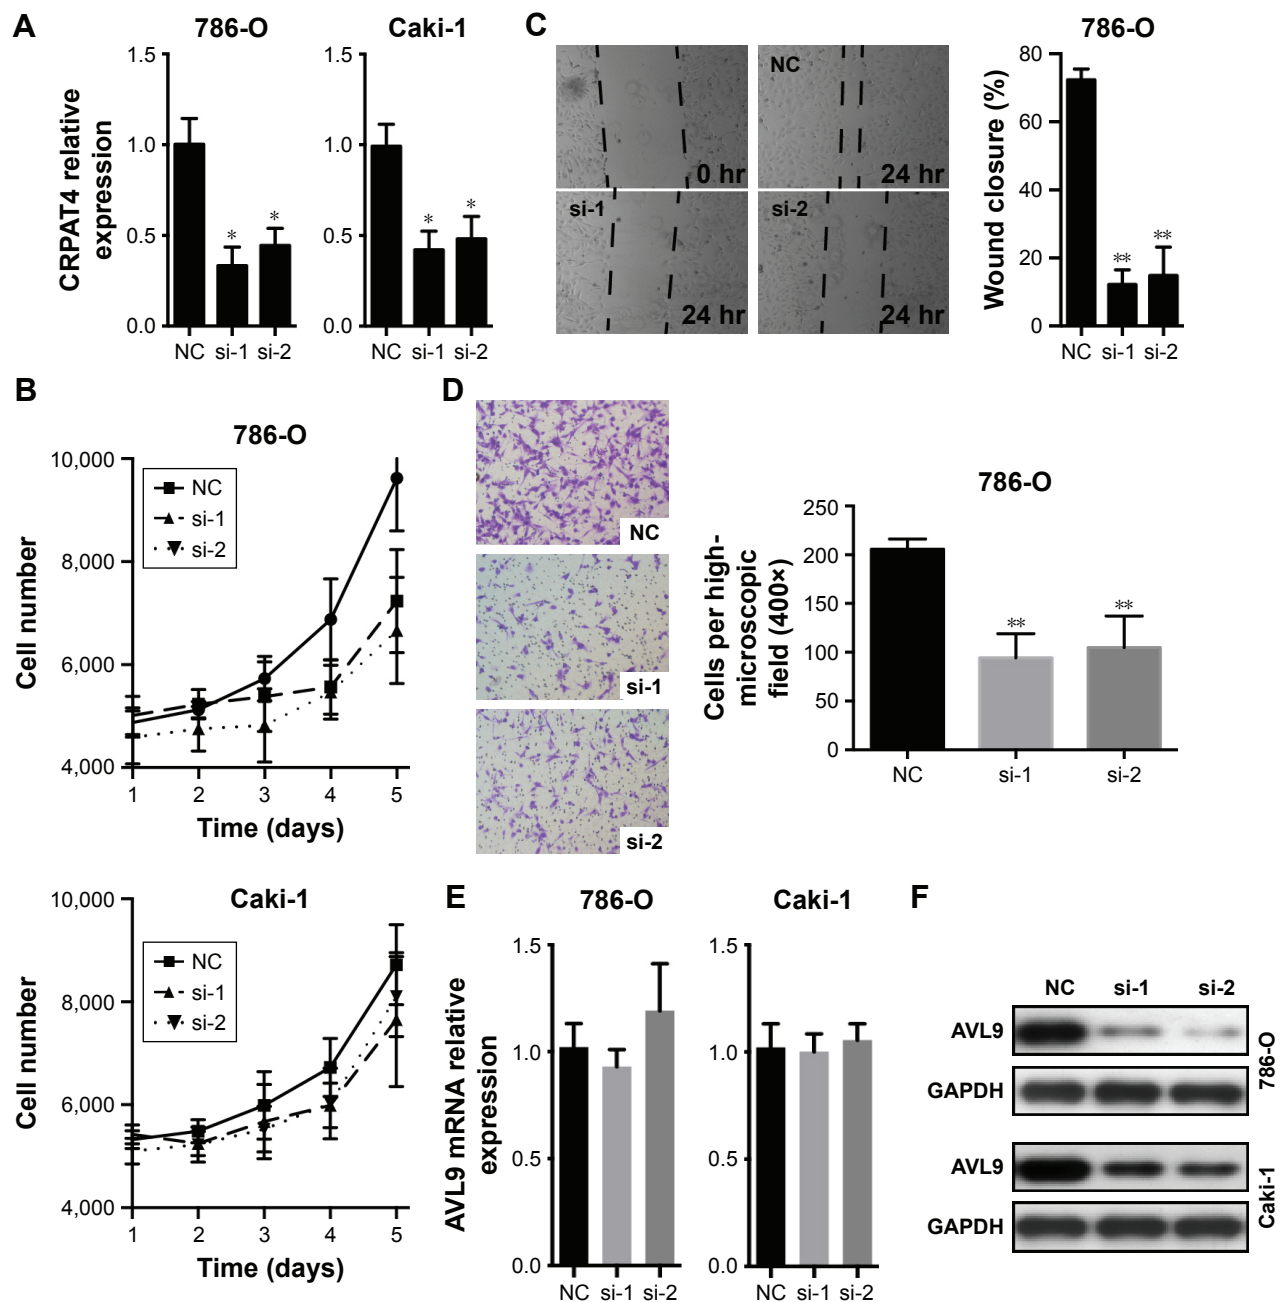 A
786-O
Caki-1
CRPAT4 relative
expression
1.5
1.0
0.5
0.0
NC si-1 si-2
1.5
1.0
0.5
0.0
NC si-1 si-2
*
*
*
*
C
0 hr
NC
24 hr
si-1
24 hr
si-2
24 hr
786-O
Wound closure (%)
80
60
40
20
0
**
**
NC si-1 si-2
B
786-O
Cell number
10,000
8,000
6,000
4,000
NC
si-1
si-2
1 2 3 4 5
Time (days)
Caki-1
Cell number
10,000
8,000
6,000
4,000
NC
si-1
si-2
1 2 3 4 5
Time (days)
D
NC
si-1
si-2
786-O
Cells per high-
microscopic
field (400×)
250
200
150
100
50
0
**
**
NC si-1 si-2
E
786-O
Caki-1
AVL9 mRNA relative
expression
1.5
1.0
0.5
0.0
NC si-1 si-2
1.5
1.0
0.5
0.0
NC si-1 si-2
F
NC si-1 si-2
AVL9
GAPDH
786-O
AVL9
GAPDH
Caki-1